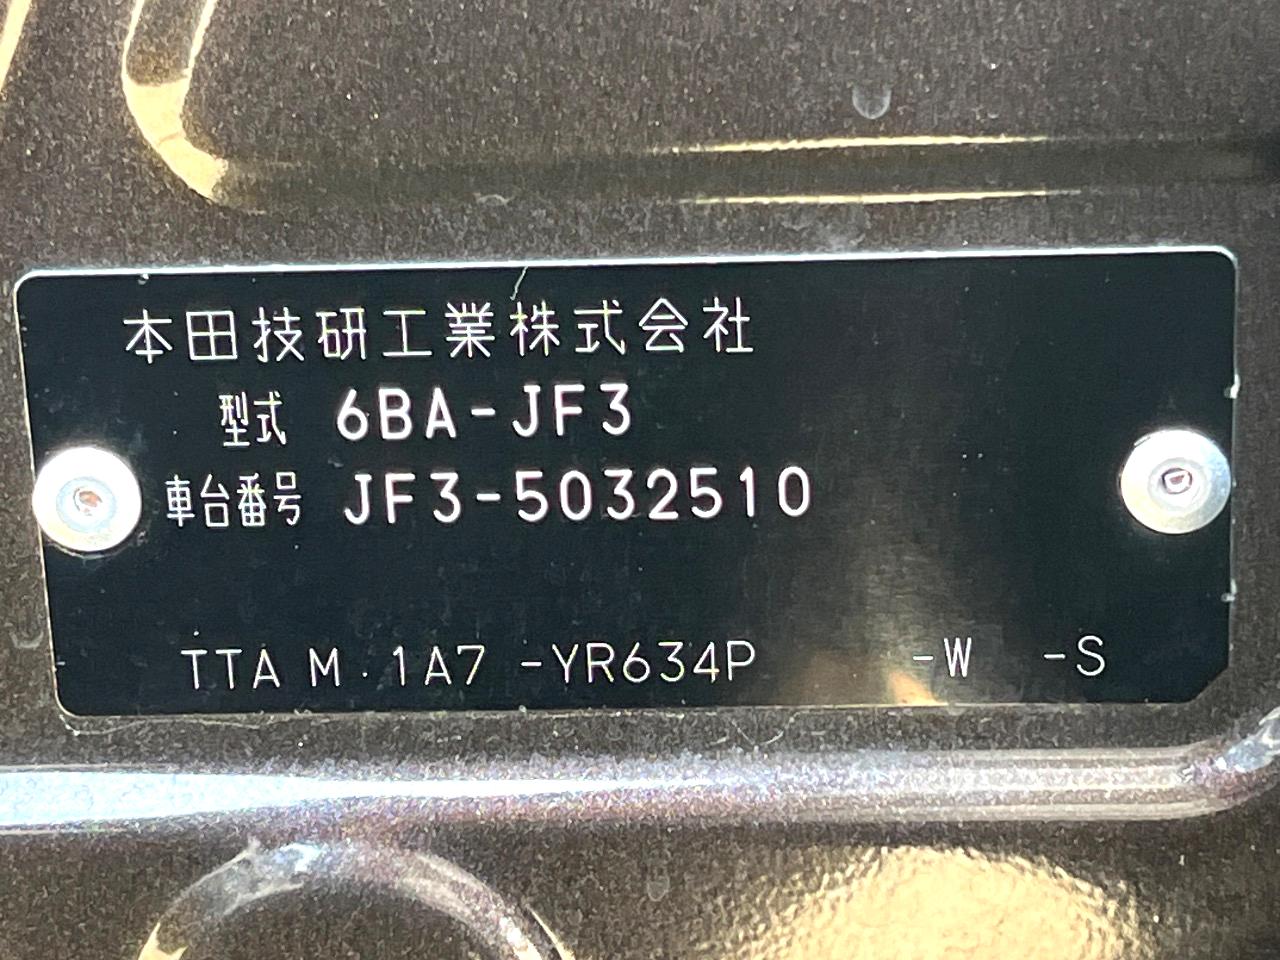 本田技研工業株式会社
型式 6BA-JF3
車台番号 JF3-5032510
TTA M.1A7 -YR634P -W -S